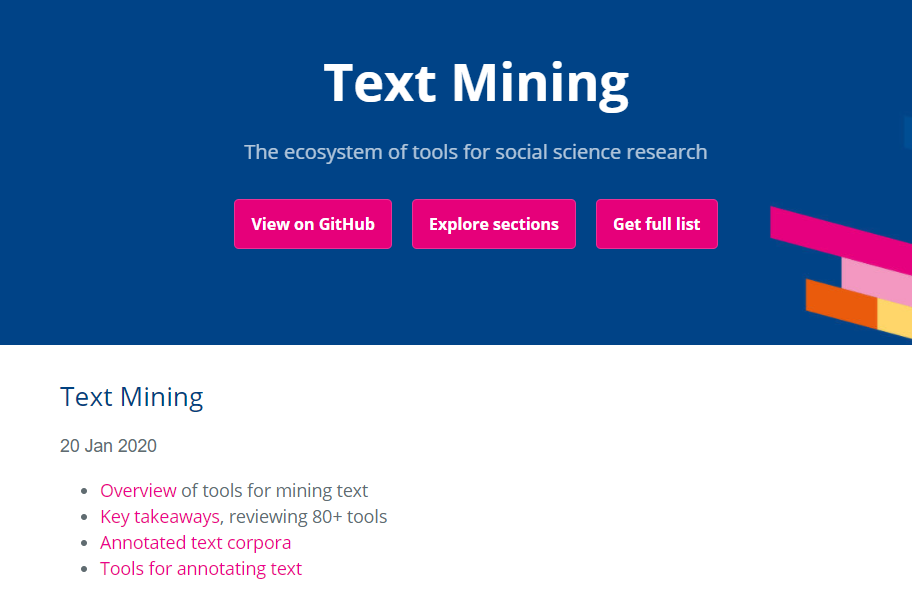 Text Mining
The ecosystem of tools for social science research
View on GitHub
Explore sections
Get full list
Text Mining
20 Jan 2020
Overview of tools for mining text
Key takeaways, reviewing 80+ tools
Annotated text corpora
Tools for annotating text